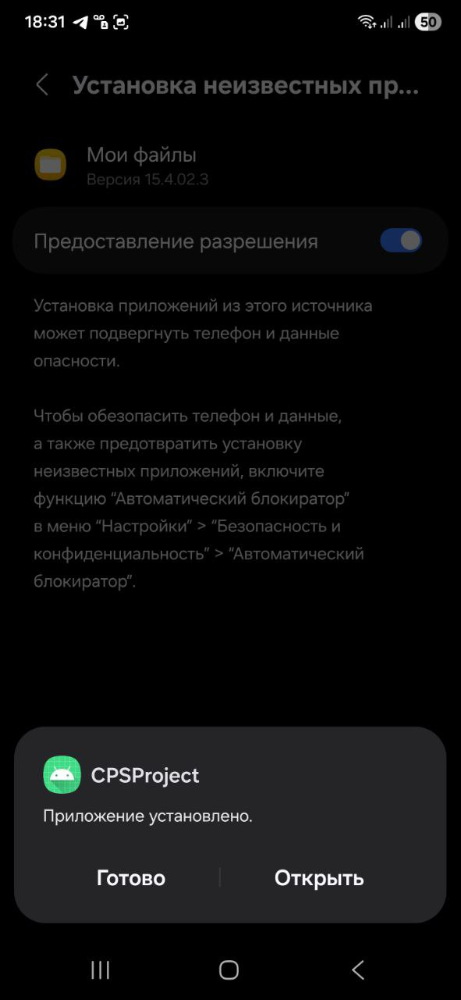 18:31
50
Установка неизвестных пр...
Мои файлы
Версия 15.4.02.3
Предоставление разрешения
Установка приложений из этого источника
может подвергнуть телефон и данные
опасности.
Чтобы обезопасить телефон и данные,
а также предотвратить установку
неизвестных приложений, включите
функцию “Автоматический блокиратор”
в меню “Настройки” > “Безопасность и
конфиденциальность” > “Автоматический
блокиратор”.
CPSProject
Приложение установлено.
Готово
Открыть